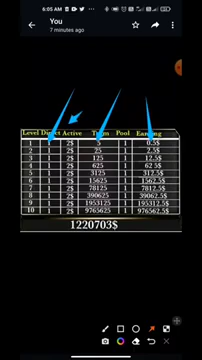 6:05 AM
You
7 minutes ago
Level Direct Active Team Pool Earning
1 1 2$ 5 1 0.5$
2 1 2$ 25 1 2.5$
3 1 2$ 125 1 12.5$
4 1 2$ 625 1 62.5$
5 1 2$ 3125 1 312.5$
6 1 2$ 15625 1 1562.5$
7 1 2$ 78125 1 7812.5$
8 1 2$ 390625 1 39062.5$
9 1 2$ 1953125 1 195312.5$
10 1 2$ 9765625 1 976562.5$
1220703$